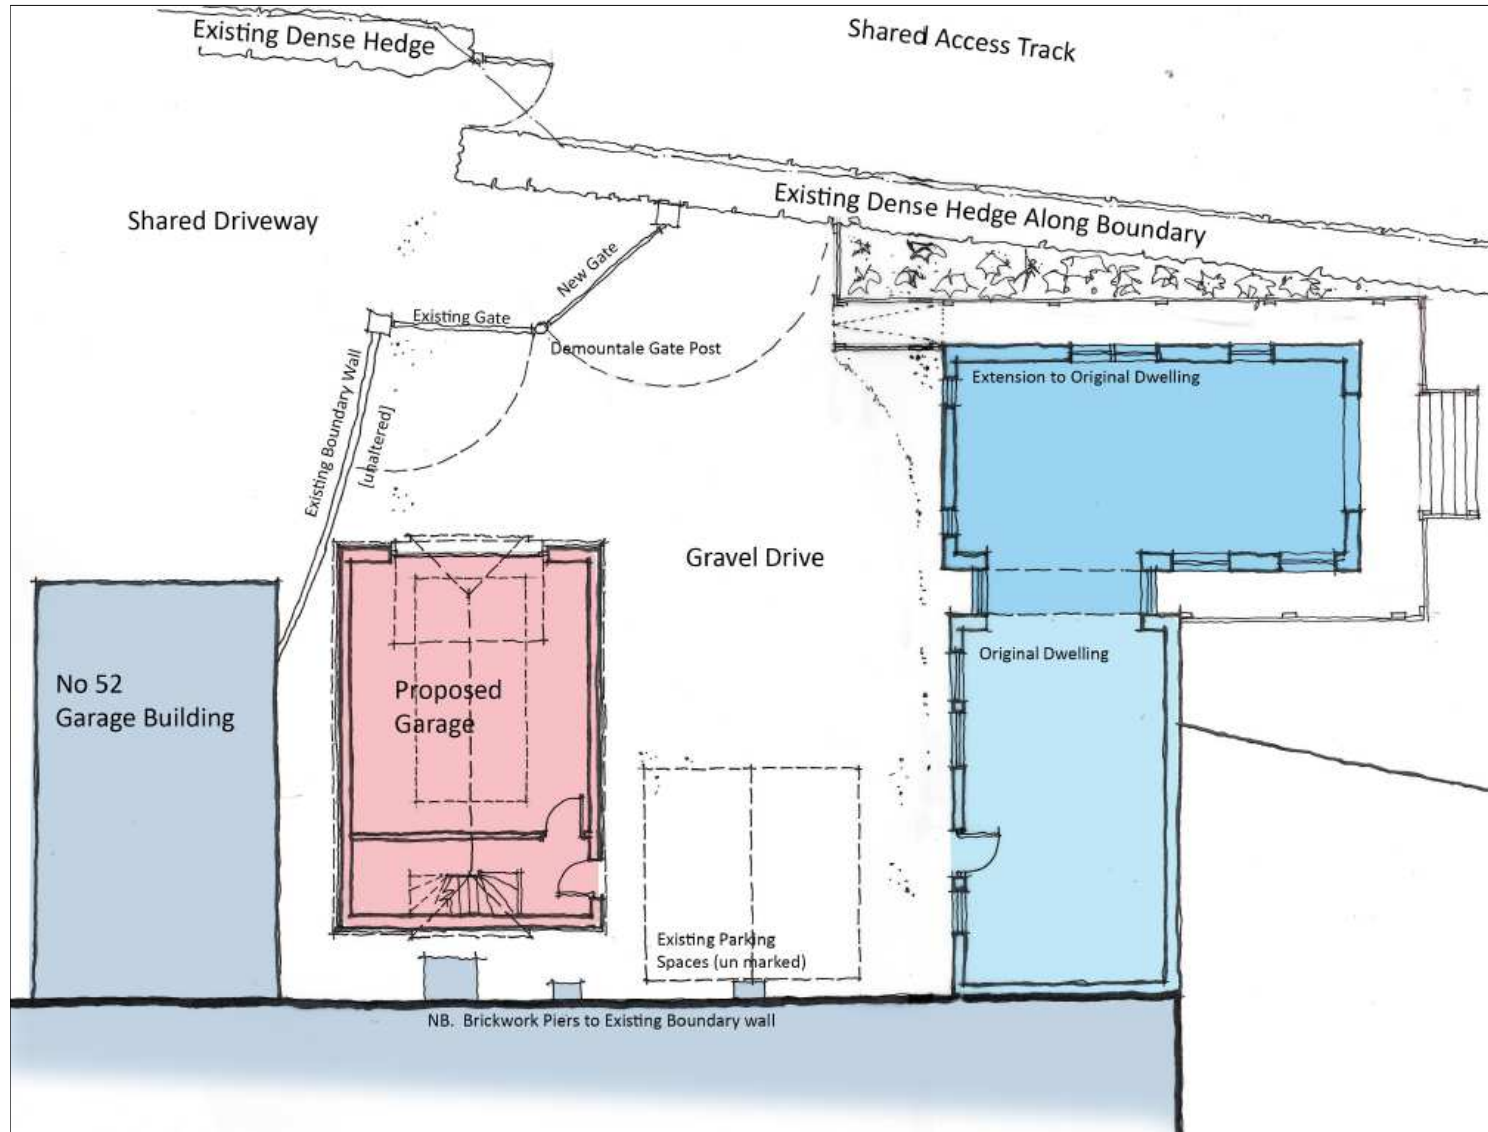 Existing Dense Hedge
Shared Access Track
Shared Driveway
Existing Dense Hedge Along Boundary
New Gate
Existing Gate
Demountale Gate Post
Existing Boundary Wall
[unaltered]
Extension to Original Dwelling
Gravel Drive
Original Dwelling
No 52
Garage Building
Proposed
Garage
Existing Parking
Spaces (un marked)
NB. Brickwork Piers to Existing Boundary wall